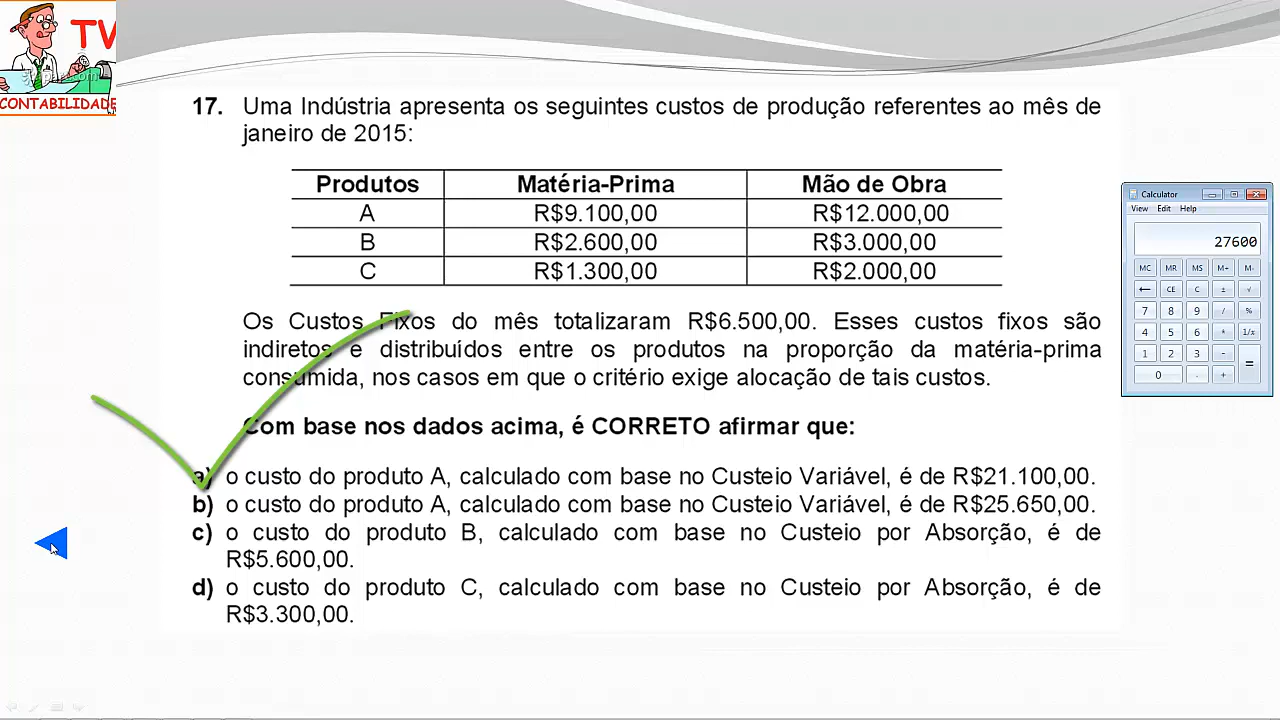 TV
CONTABILIDADE
17. Uma Indústria apresenta os seguintes custos de produção referentes ao mês de
janeiro de 2015:
Produtos Matéria-Prima Mão de Obra
A R$9.100,00 R$12.000,00
B R$2.600,00 R$3.000,00
C R$1.300,00 R$2.000,00
Os Custos Fixos do mês totalizaram R$6.500,00. Esses custos fixos são
indiretos e distribuídos entre os produtos na proporção da matéria-prima
consumida, nos casos em que o critério exige alocação de tais custos.
Com base nos dados acima, é CORRETO afirmar que:
a) o custo do produto A, calculado com base no Custeio Variável, é de R$21.100,00.
b) o custo do produto A, calculado com base no Custeio Variável, é de R$25.650,00.
c) o custo do produto B, calculado com base no Custeio por Absorção, é de
R$5.600,00.
d) o custo do produto C, calculado com base no Custeio por Absorção, é de
R$3.300,00.
Calculator
View Edit Help
27600
MC MR MS M+ M-
← CE C ± √
7 8 9 / %
4 5 6 * 1/x
1 2 3 - =
0 . +